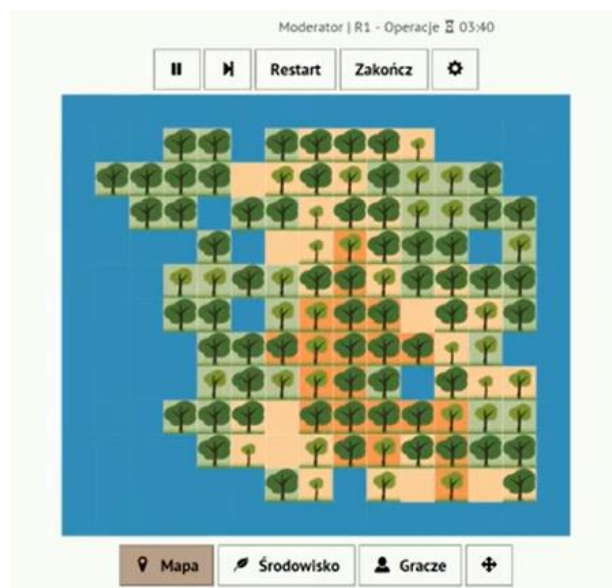 Moderator | R1 - Operacje ⌛ 03:40
Restart Zakończ
Mapa Środowisko Gracze